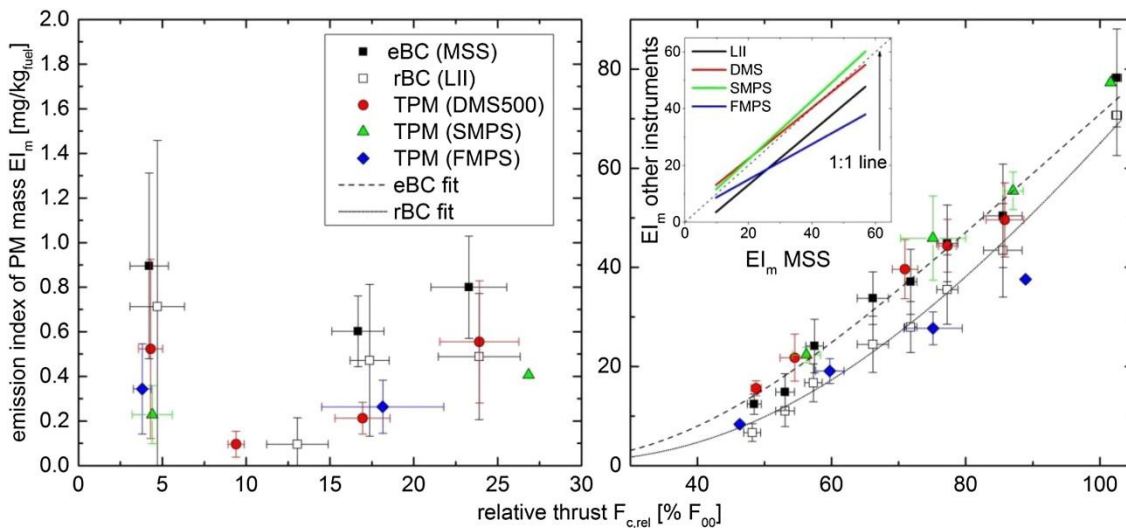 emission index of PM mass EIₘ [mg/kg_fuel]
2.0
1.8
1.6
1.4
1.2
1.0
0.8
0.6
0.4
0.2
0.0
eBC (MSS)
rBC (LII)
TPM (DMS500)
TPM (SMPS)
TPM (FMPS)
eBC fit
rBC fit
0 5 10 15 20 25 30
EIₘ other instruments
60
40
20
0
LII
DMS
SMPS
FMPS
1:1 line
0 20 40 60
EIₘ MSS
80
60
40
20
0
40 60 80 100
relative thrust F_c,rel [% F₀₀]